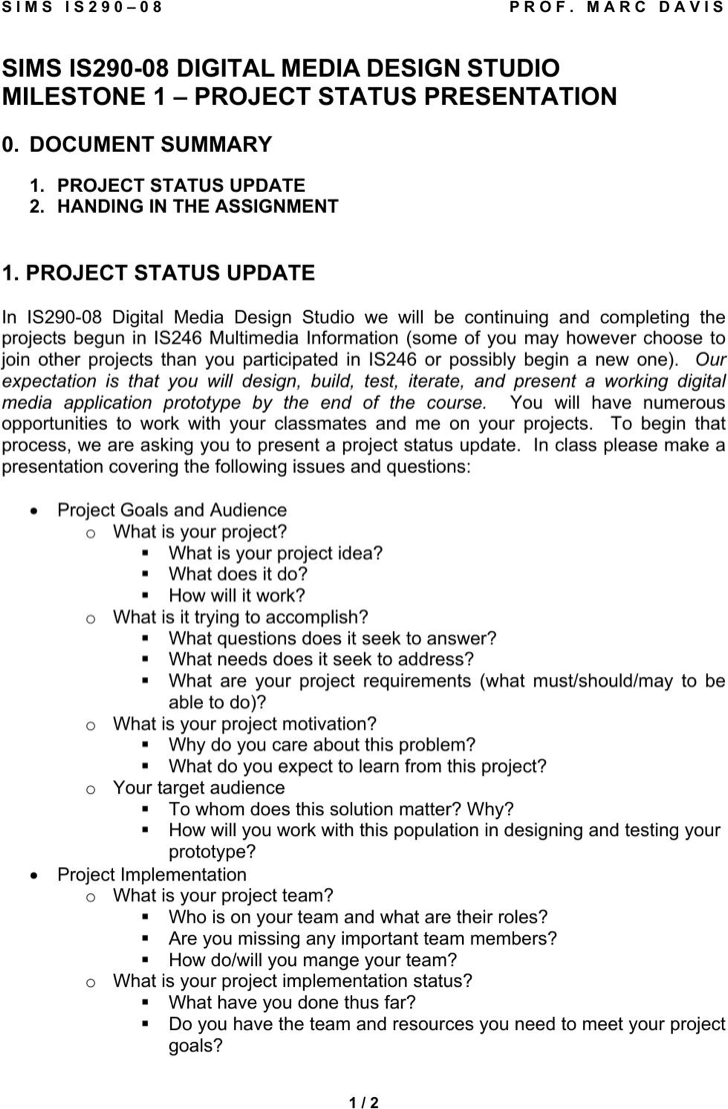 SIMS IS290–08 PROF. MARC DAVIS
SIMS IS290-08 DIGITAL MEDIA DESIGN STUDIO
MILESTONE 1 – PROJECT STATUS PRESENTATION
0. DOCUMENT SUMMARY
1. PROJECT STATUS UPDATE
2. HANDING IN THE ASSIGNMENT
1. PROJECT STATUS UPDATE
In IS290-08 Digital Media Design Studio we will be continuing and completing the
projects begun in IS246 Multimedia Information (some of you may however choose to
join other projects than you participated in IS246 or possibly begin a new one). Our
expectation is that you will design, build, test, iterate, and present a working digital
media application prototype by the end of the course. You will have numerous
opportunities to work with your classmates and me on your projects. To begin that
process, we are asking you to present a project status update. In class please make a
presentation covering the following issues and questions:
• Project Goals and Audience
o What is your project?
▪ What is your project idea?
▪ What does it do?
▪ How will it work?
o What is it trying to accomplish?
▪ What questions does it seek to answer?
▪ What needs does it seek to address?
▪ What are your project requirements (what must/should/may to be
able to do)?
o What is your project motivation?
▪ Why do you care about this problem?
▪ What do you expect to learn from this project?
o Your target audience
▪ To whom does this solution matter? Why?
▪ How will you work with this population in designing and testing your
prototype?
• Project Implementation
o What is your project team?
▪ Who is on your team and what are their roles?
▪ Are you missing any important team members?
▪ How do/will you mange your team?
o What is your project implementation status?
▪ What have you done thus far?
▪ Do you have the team and resources you need to meet your project
goals?
1 / 2